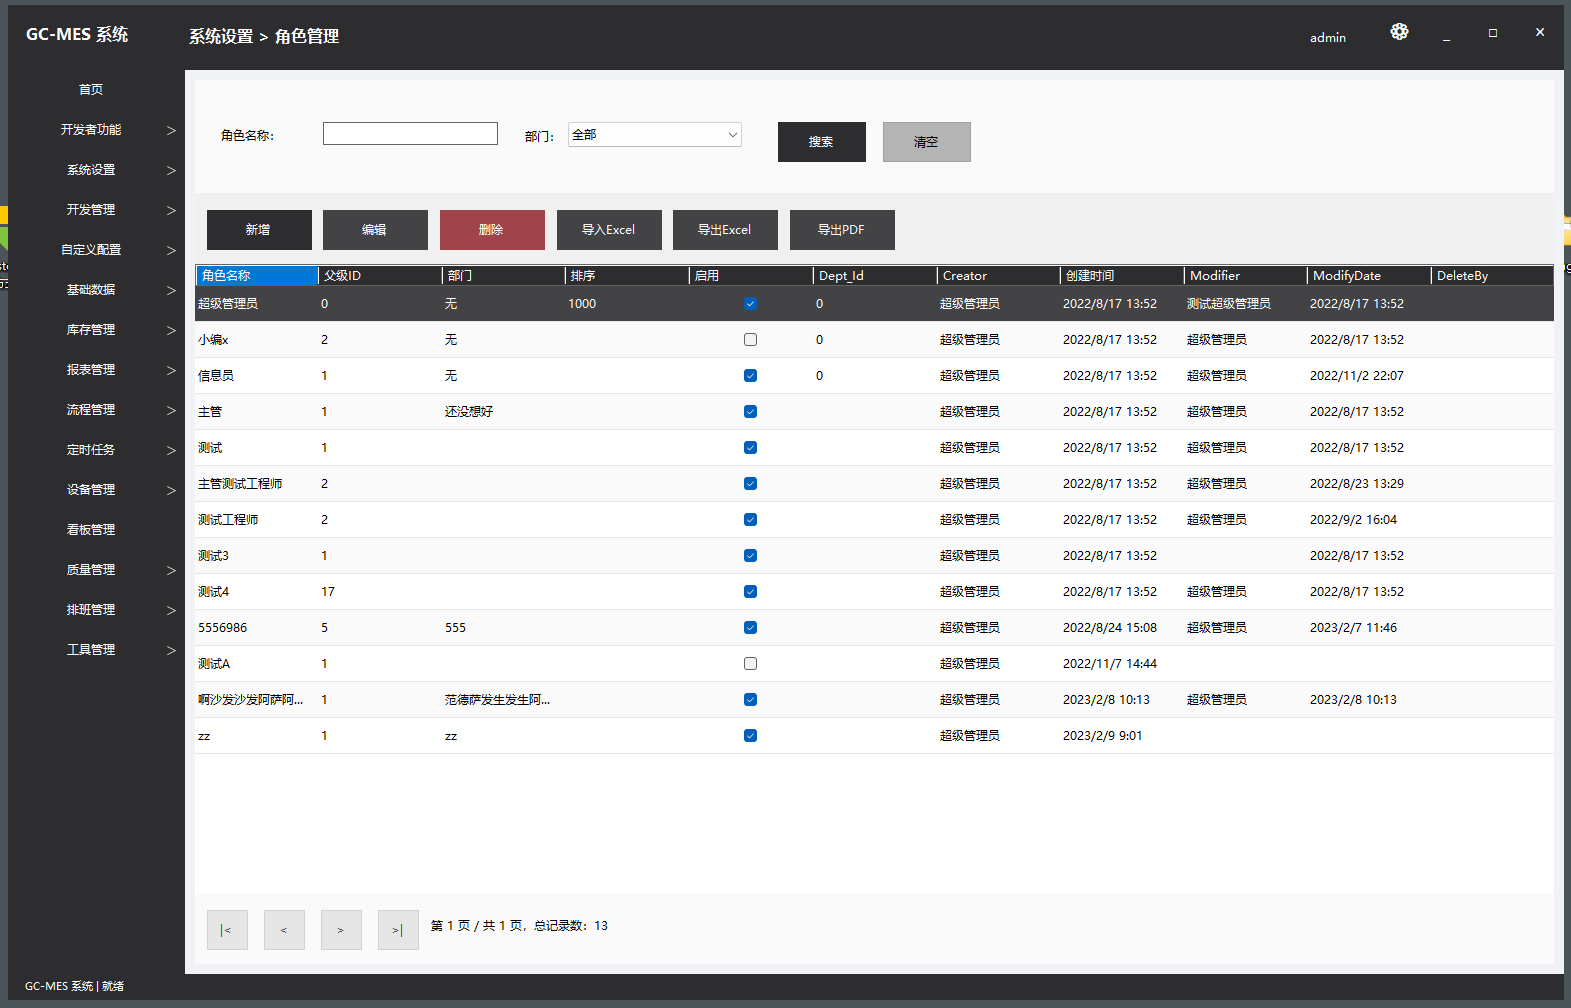 GC-MES 系统
系统设置 > 角色管理
admin
首页
开发者功能 >
系统设置 >
开发管理 >
自定义配置 >
基础数据 >
库存管理 >
报表管理 >
流程管理 >
定时任务 >
设备管理 >
看板管理
质量管理 >
排班管理 >
工具管理 >
角色名称： 部门： 全部 搜索 清空
新增 编辑 删除 导入Excel 导出Excel 导出PDF
角色名称 父级ID 部门 排序 启用 Dept_Id Creator 创建时间 Modifier ModifyDate DeleteBy
超级管理员 0 无 1000 0 超级管理员 2022/8/17 13:52 测试超级管理员 2022/8/17 13:52
小编x 2 无 0 超级管理员 2022/8/17 13:52 超级管理员 2022/8/17 13:52
信息员 1 无 0 超级管理员 2022/8/17 13:52 超级管理员 2022/11/2 22:07
主管 1 还没想好 超级管理员 2022/8/17 13:52 超级管理员 2022/8/17 13:52
测试 1 超级管理员 2022/8/17 13:52 超级管理员 2022/8/17 13:52
主管测试工程师 2 超级管理员 2022/8/17 13:52 超级管理员 2022/8/23 13:29
测试工程师 2 超级管理员 2022/8/17 13:52 超级管理员 2022/9/2 16:04
测试3 1 超级管理员 2022/8/17 13:52 2022/8/17 13:52
测试4 17 超级管理员 2022/8/17 13:52 超级管理员 2022/8/17 13:52
5556986 5 555 超级管理员 2022/8/24 15:08 超级管理员 2023/2/7 11:46
测试A 1 超级管理员 2022/11/7 14:44
啊沙发沙发阿萨阿... 1 范德萨发生发生阿... 超级管理员 2023/2/8 10:13 超级管理员 2023/2/8 10:13
zz 1 zz 超级管理员 2023/2/9 9:01
|< < > >| 第 1 页 / 共 1 页，总记录数：13
GC-MES 系统 | 就绪